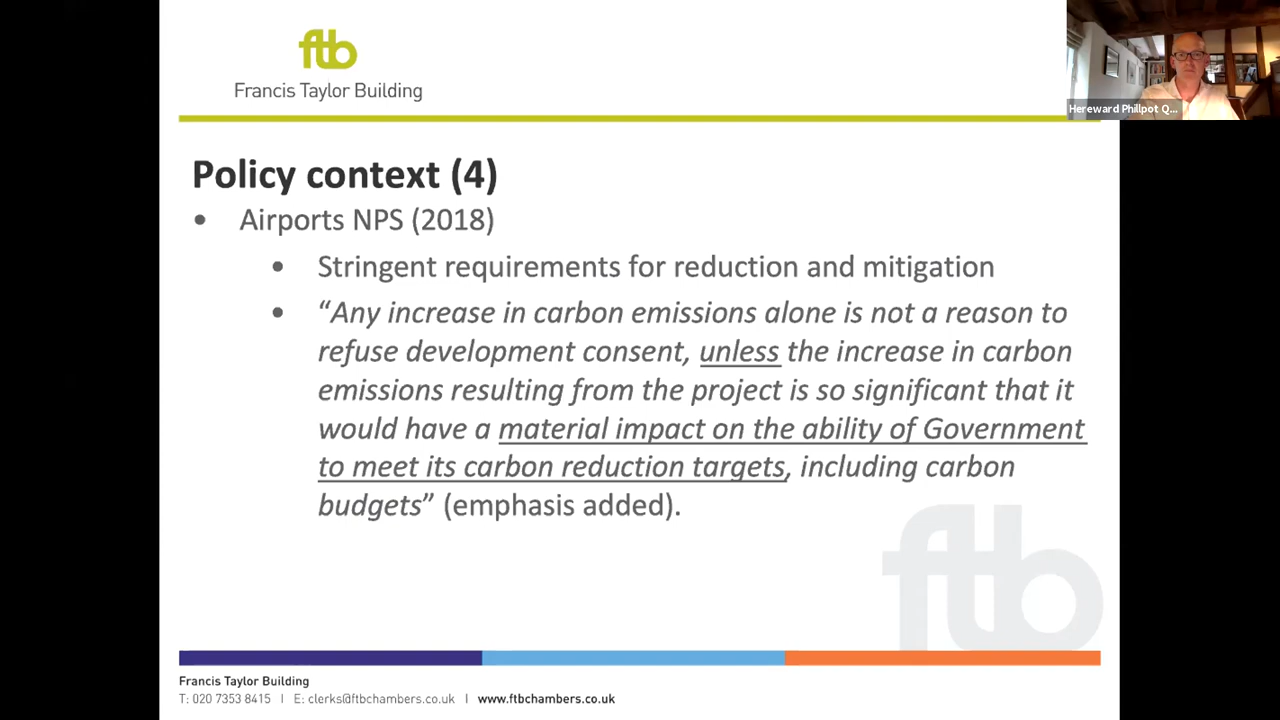 ftb
Francis Taylor Building
Hereward Phillpot Q...
Policy context (4)
• Airports NPS (2018)
• Stringent requirements for reduction and mitigation
• “Any increase in carbon emissions alone is not a reason to
refuse development consent, unless the increase in carbon
emissions resulting from the project is so significant that it
would have a material impact on the ability of Government
to meet its carbon reduction targets, including carbon
budgets” (emphasis added).
ftb
Francis Taylor Building
T: 020 7353 8415 I E: clerks@ftbchambers.co.uk I www.ftbchambers.co.uk